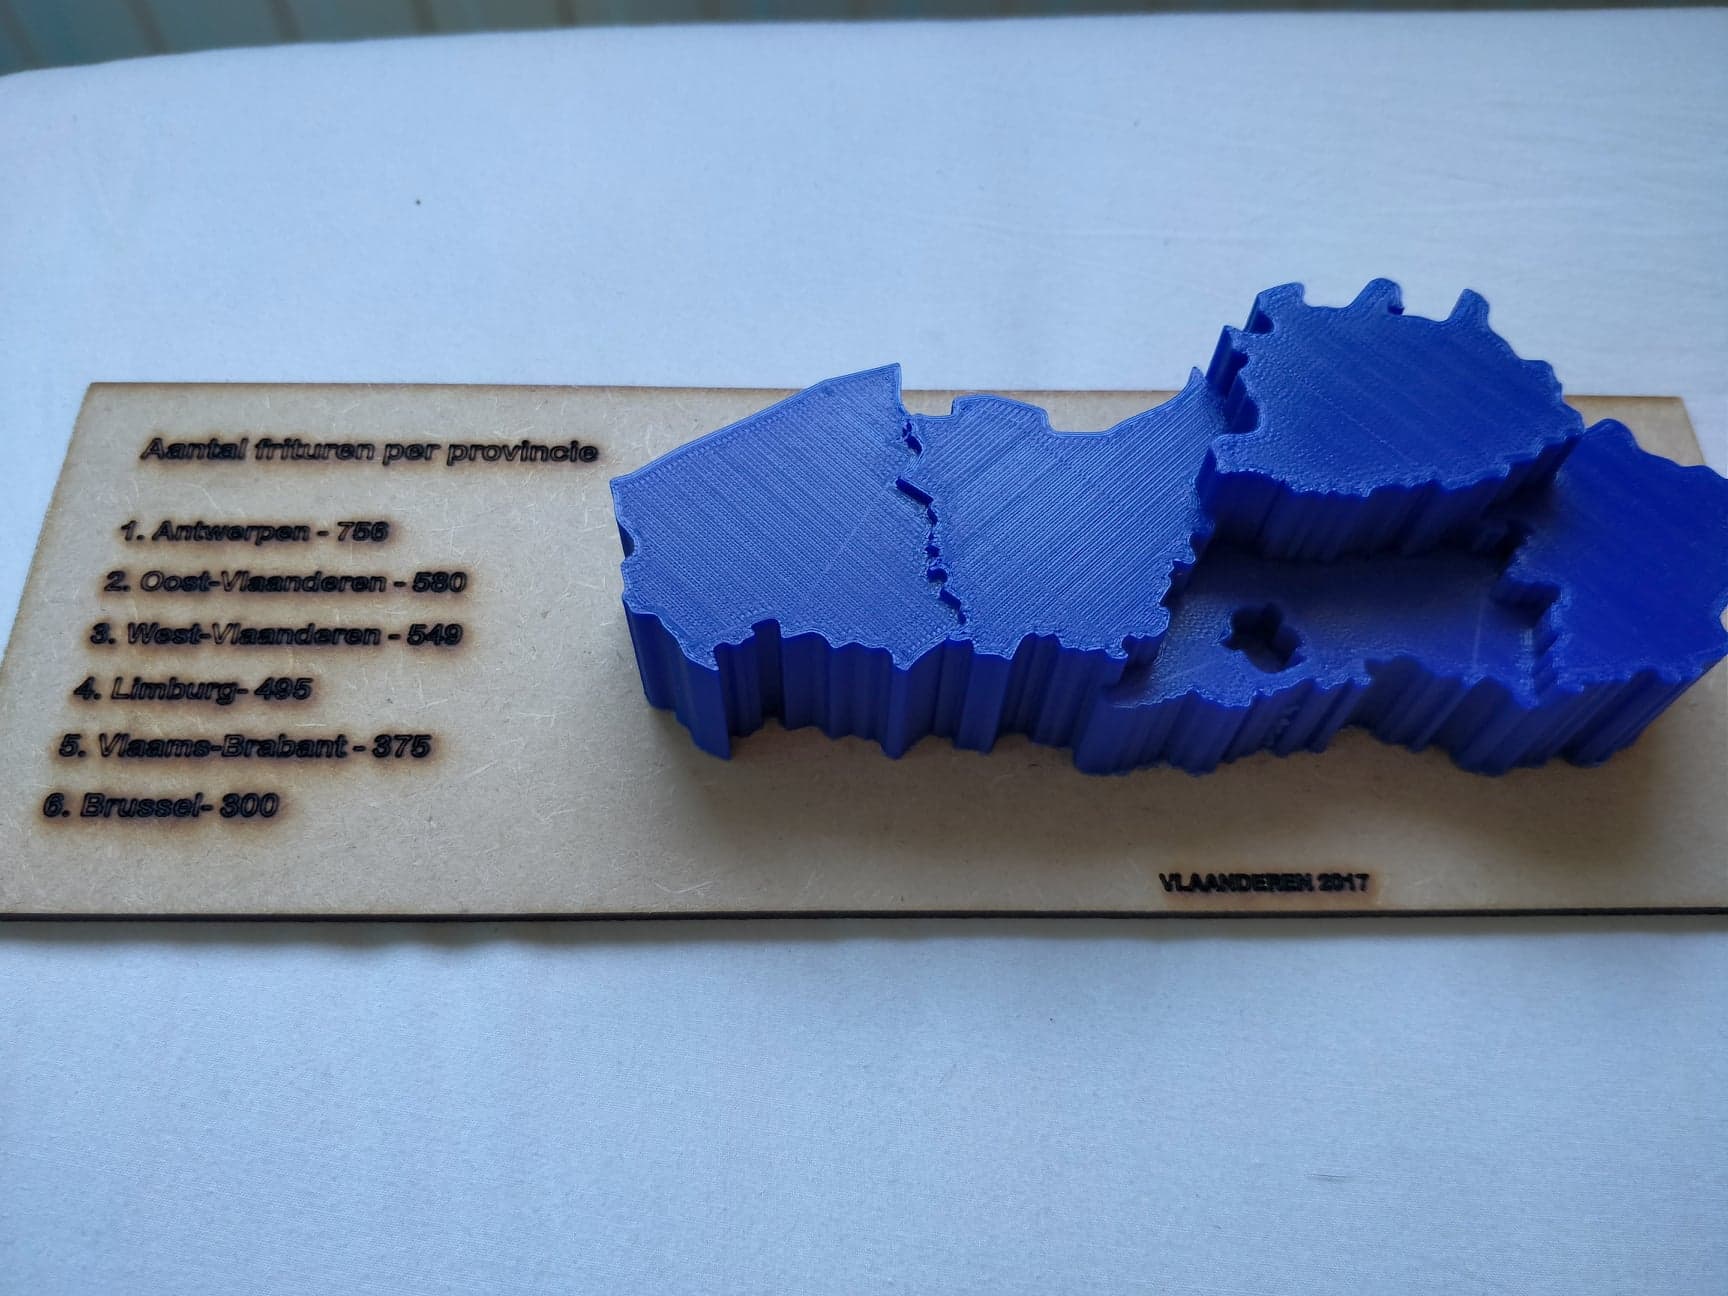 Aantal frituren per provincie
1. Antwerpen - 756
2. Oost-Vlaanderen - 580
3. West-Vlaanderen - 549
4. Limburg- 495
5. Vlaams-Brabant - 375
6. Brussel- 300
VLAANDEREN 2017